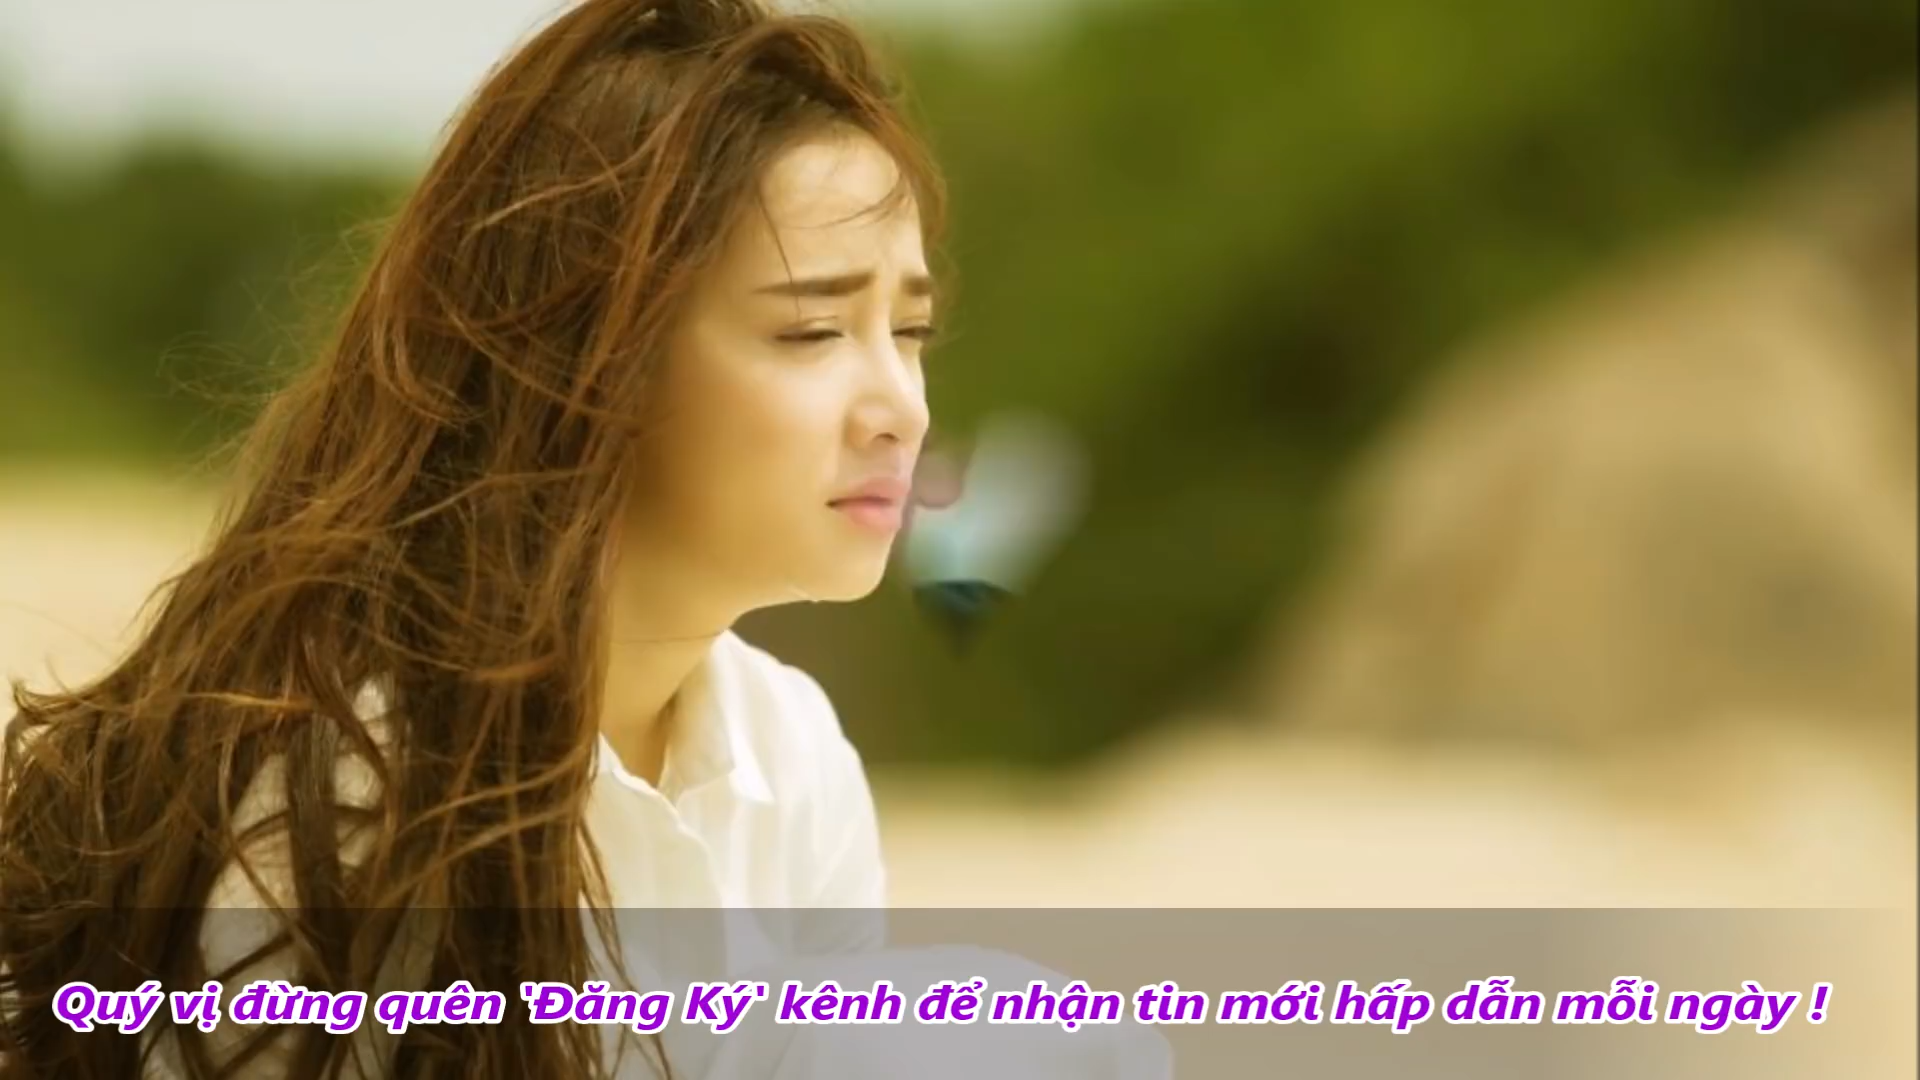 Quý vị đừng quên 'Đăng Ký' kênh để nhận tin mới hấp dẫn mỗi ngày !